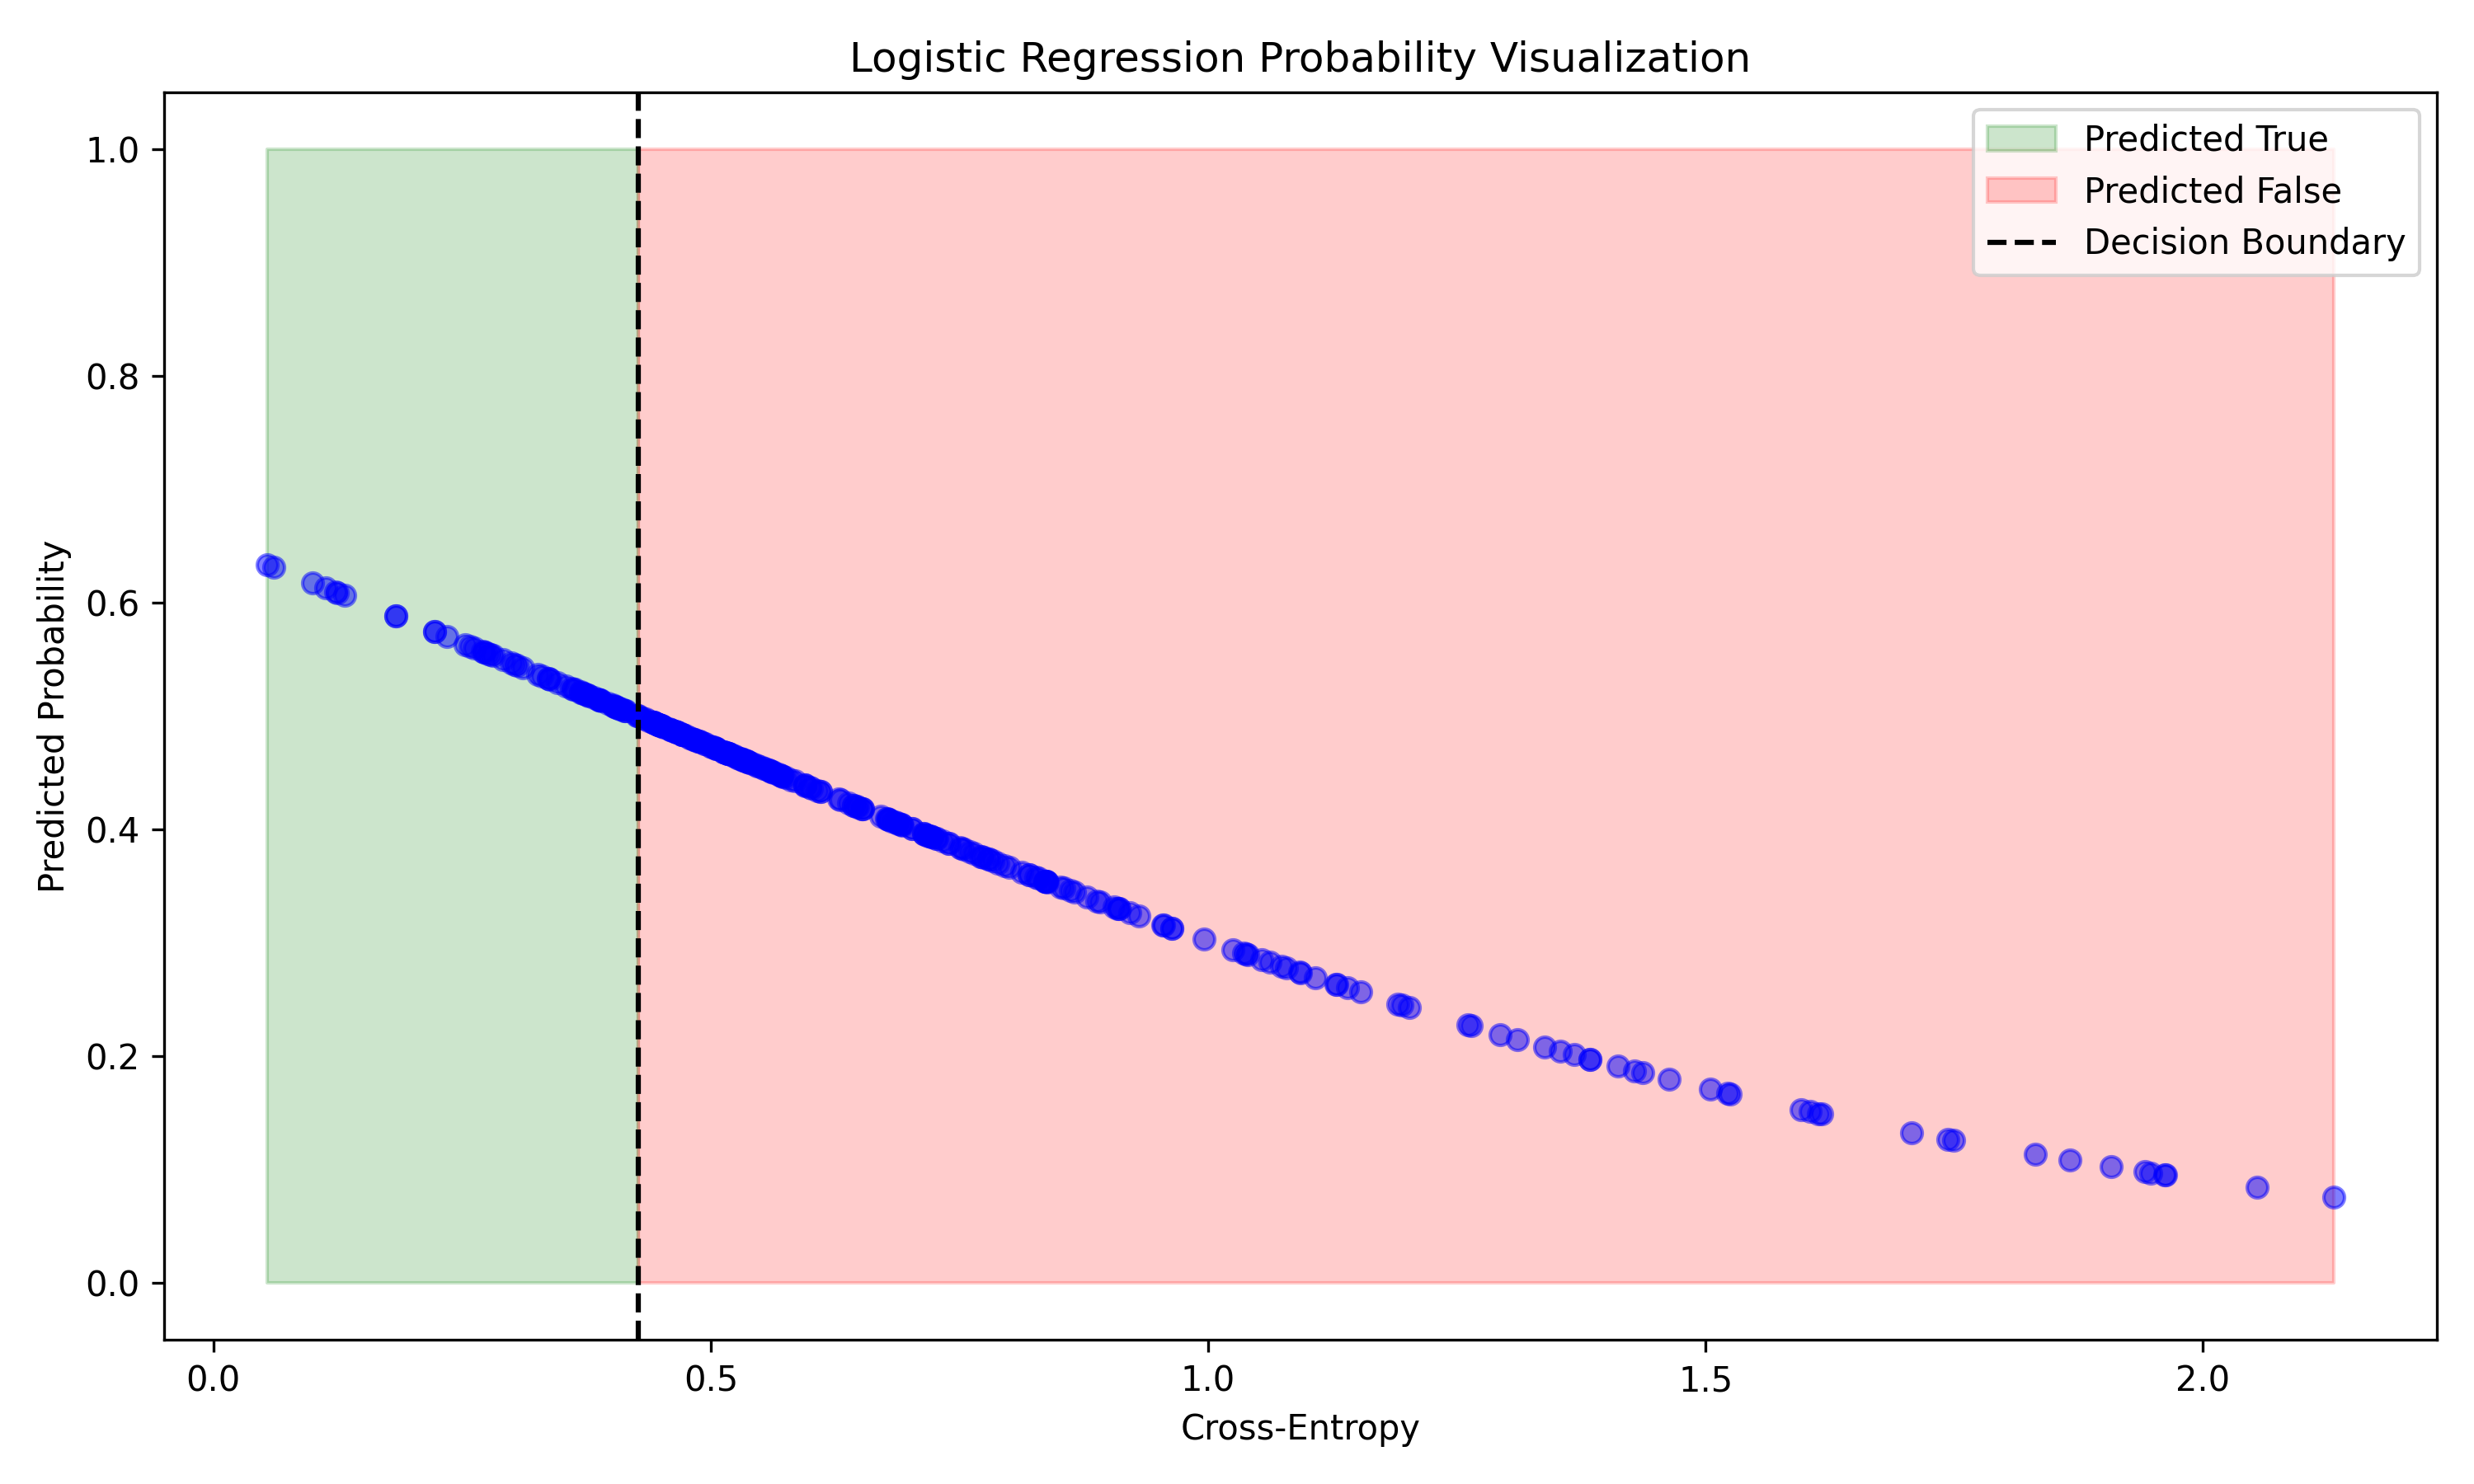 Logistic Regression Probability Visualization
Predicted True
Predicted False
Decision Boundary
Predicted Probability
1.0
0.8
0.6
0.4
0.2
0.0
0.0 0.5 1.0 1.5 2.0
Cross-Entropy